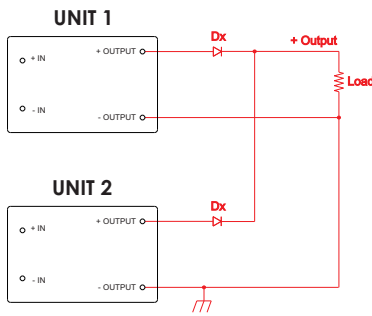 UNIT 1
+ IN
- IN
+ OUTPUT
- OUTPUT
Dx
+ Output
Load
UNIT 2
+ IN
- IN
+ OUTPUT
- OUTPUT
Dx